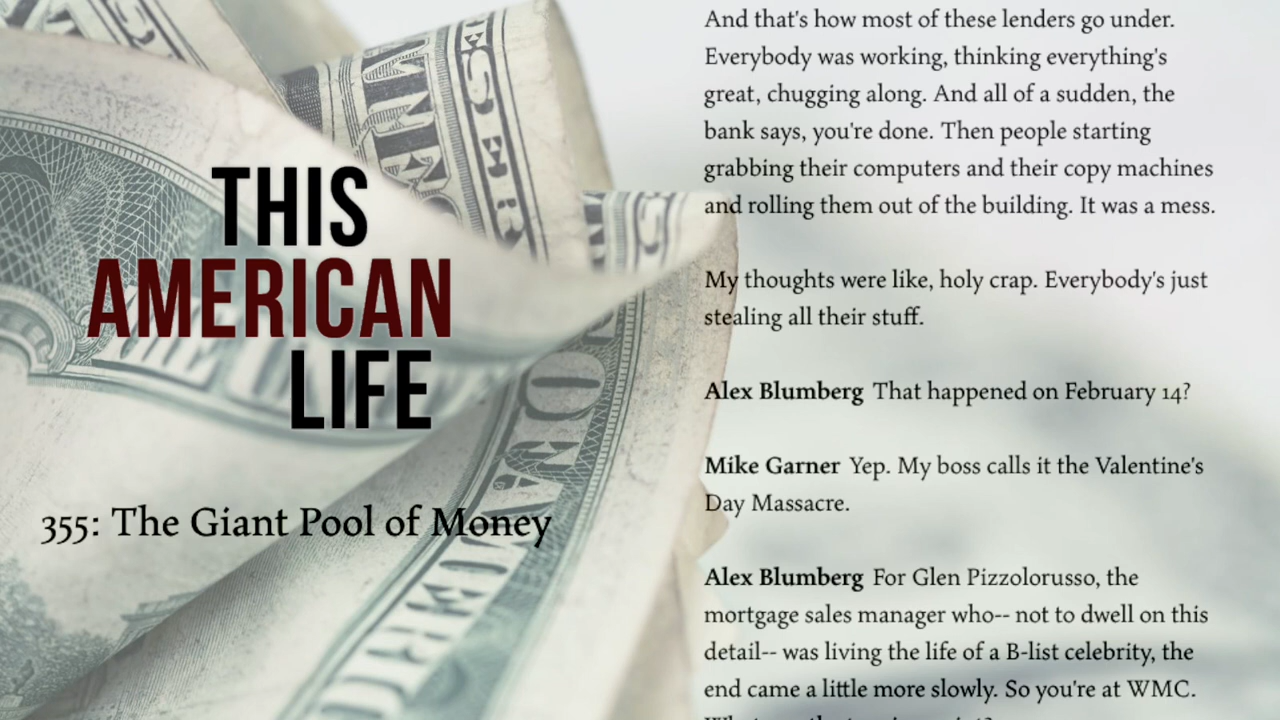 THIS
AMERICAN
LIFE
355: The Giant Pool of Money
And that's how most of these lenders go under.
Everybody was working, thinking everything's
great, chugging along. And all of a sudden, the
bank says, you're done. Then people starting
grabbing their computers and their copy machines
and rolling them out of the building. It was a mess.
My thoughts were like, holy crap. Everybody's just
stealing all their stuff.
Alex Blumberg That happened on February 14?
Mike Garner Yep. My boss calls it the Valentine's
Day Massacre.
Alex Blumberg For Glen Pizzolorusso, the
mortgage sales manager who-- not to dwell on this
detail-- was living the life of a B-list celebrity, the
end came a little more slowly. So you're at WMC.